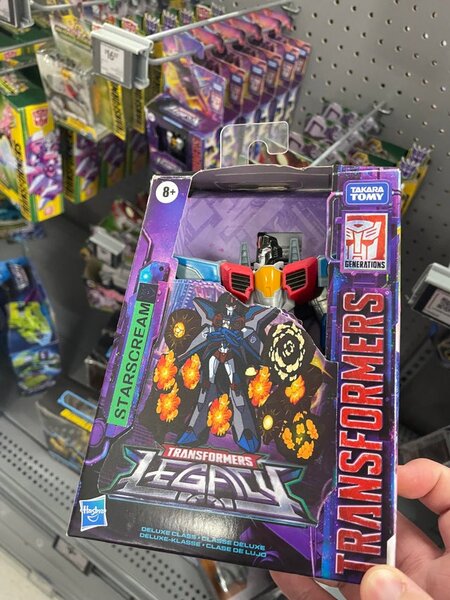 8+
TAKARA
TOMY
GENERATIONS
TRANSFORMERS
STARSCREAM
TRANSFORMERS
LEGACY
Hasbro
DELUXE CLASS • CLASSE DELUXE
DELUXE-KLASSE • CLASE DE LUJO